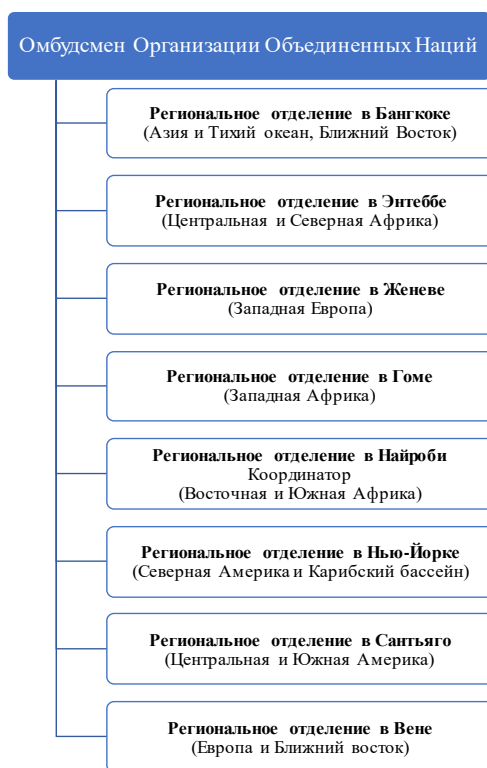 Омбудсмен Организации Объединенных Наций
Региональное отделение в Бангкоке
(Азия и Тихий океан, Ближний Восток)
Региональное отделение в Энтеббе
(Центральная и Северная Африка)
Региональное отделение в Женеве
(Западная Европа)
Региональное отделение в Гоме
(Западная Африка)
Региональное отделение в Найроби
Координатор
(Восточная и Южная Африка)
Региональное отделение в Нью-Йорке
(Северная Америка и Карибский бассейн)
Региональное отделение в Сантьяго
(Центральная и Южная Америка)
Региональное отделение в Вене
(Европа и Ближний восток)